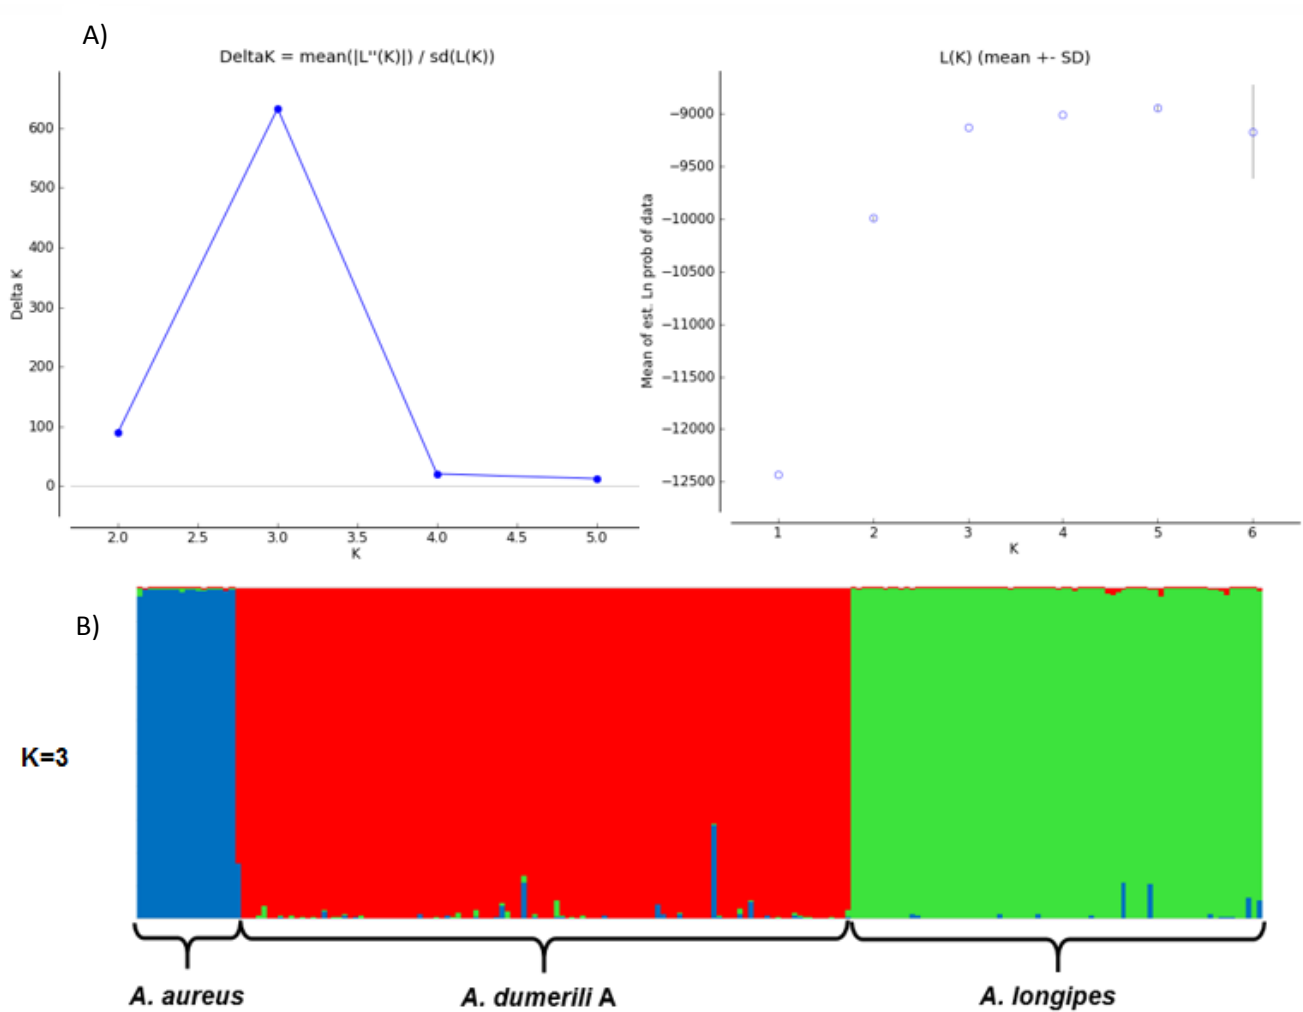 A)
DeltaK = mean(|L''(K)|) / sd(L(K))
600
500
400
300
200
100
0
Delta K
2.0 2.5 3.0 3.5 4.0 4.5 5.0
K
L(K) (mean +- SD)
−9000
−9500
−10000
−10500
−11000
−11500
−12000
−12500
Mean of est. Ln prob of data
1 2 3 4 5 6
K
B)
K=3
A. aureus
A. dumerili A
A. longipes